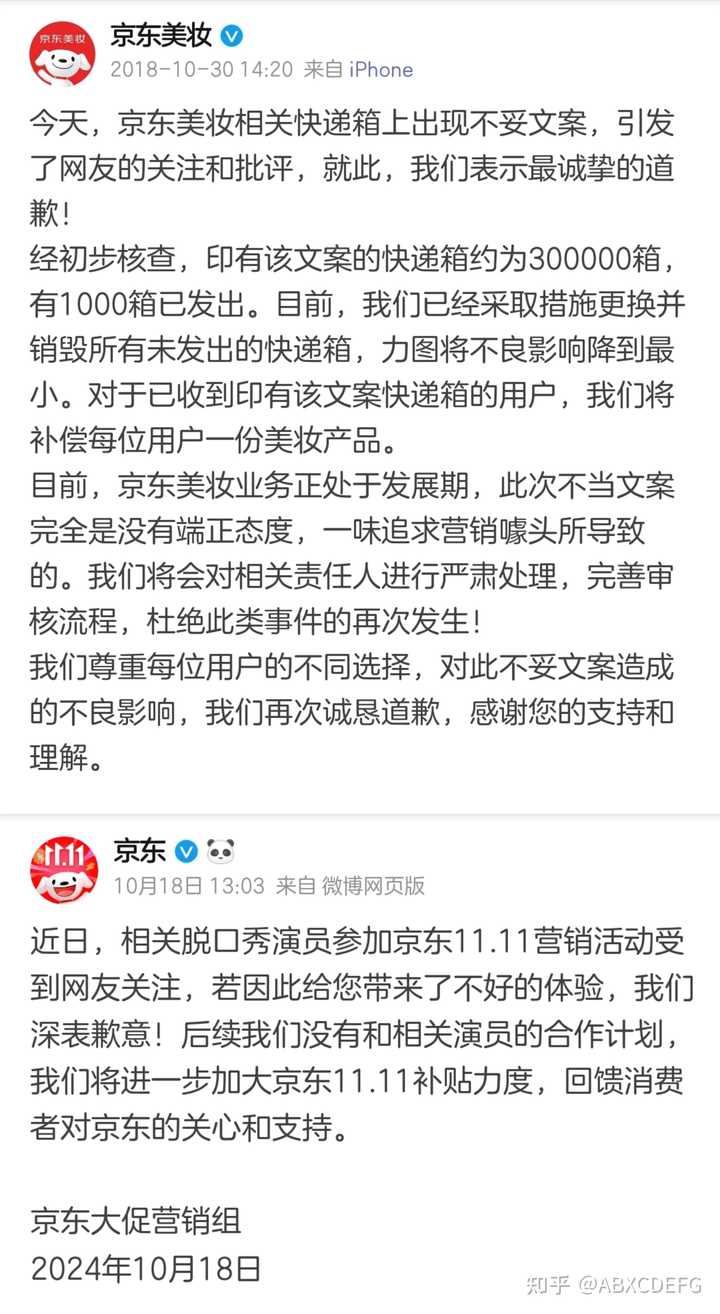 京东美妆
京东美妆
2018-10-30 14:20 来自 iPhone
今天，京东美妆相关快递箱上出现不妥文案，引发
了网友的关注和批评，就此，我们表示最诚挚的道
歉！
经初步核查，印有该文案的快递箱约为300000箱，
有1000箱已发出。目前，我们已经采取措施更换并
销毁所有未发出的快递箱，力图将不良影响降到最
小。对于已收到印有该文案快递箱的用户，我们将
补偿每位用户一份美妆产品。
目前，京东美妆业务正处于发展期，此次不当文案
完全是没有端正态度，一味追求营销噱头所导致
的。我们将会对相关责任人进行严肃处理，完善审
核流程，杜绝此类事件的再次发生！
我们尊重每位用户的不同选择，对此不妥文案造成
的不良影响，我们再次诚恳道歉，感谢您的支持和
理解。
11.11
京东
10月18日 13:03 来自 微博网页版
近日，相关脱口秀演员参加京东11.11营销活动受
到网友关注，若因此给您带来了不好的体验，我们
深表歉意！后续我们没有和相关演员的合作计划，
我们将进一步加大京东11.11补贴力度，回馈消费
者对京东的关心和支持。
京东大促营销组
2024年10月18日
知乎 @ABXCDEFG